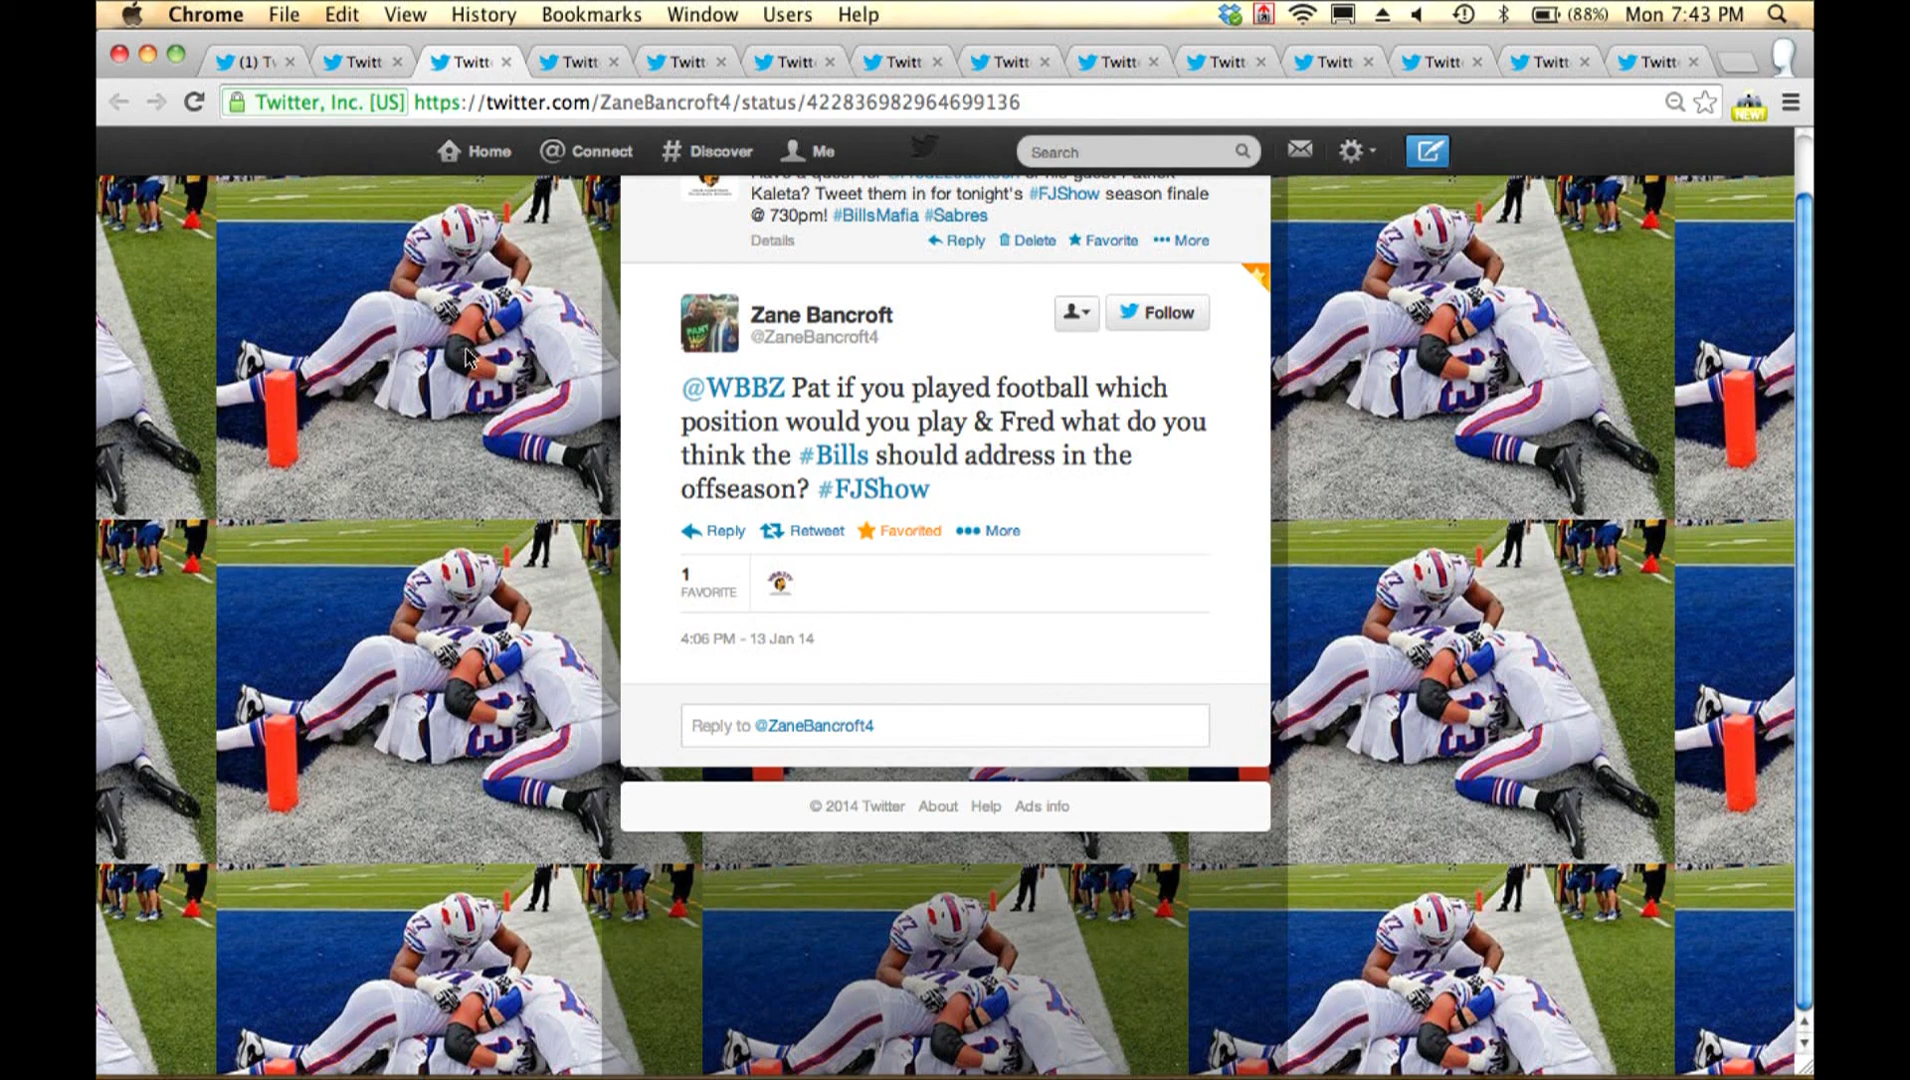 Chrome File Edit View History Bookmarks Window Users Help (88%) Mon 7:43 PM
(1) Tw Twitt Twitt Twitt Twitt Twitt Twitt Twitt Twitt Twitt Twitt Twitt Twitt Twitt
Twitter, Inc. [US] https://twitter.com/ZaneBancroft4/status/422836982964699136
NEW!
Home Connect Discover Me Search
Kaleta? Tweet them in for tonight's #FJShow season finale
@ 730pm! #BillsMafia #Sabres
Details Reply Delete Favorite More
Zane Bancroft
@ZaneBancroft4
Follow
@WBBZ Pat if you played football which
position would you play & Fred what do you
think the #Bills should address in the
offseason? #FJShow
Reply Retweet Favorited More
1
FAVORITE
4:06 PM - 13 Jan 14
Reply to @ZaneBancroft4
© 2014 Twitter About Help Ads info
77
13